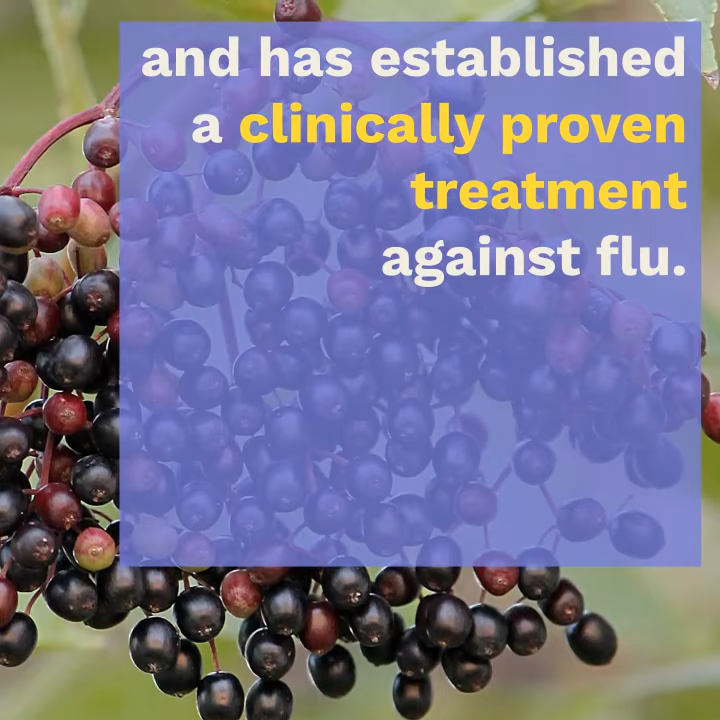 and has established
a clinically proven
treatment
against flu.